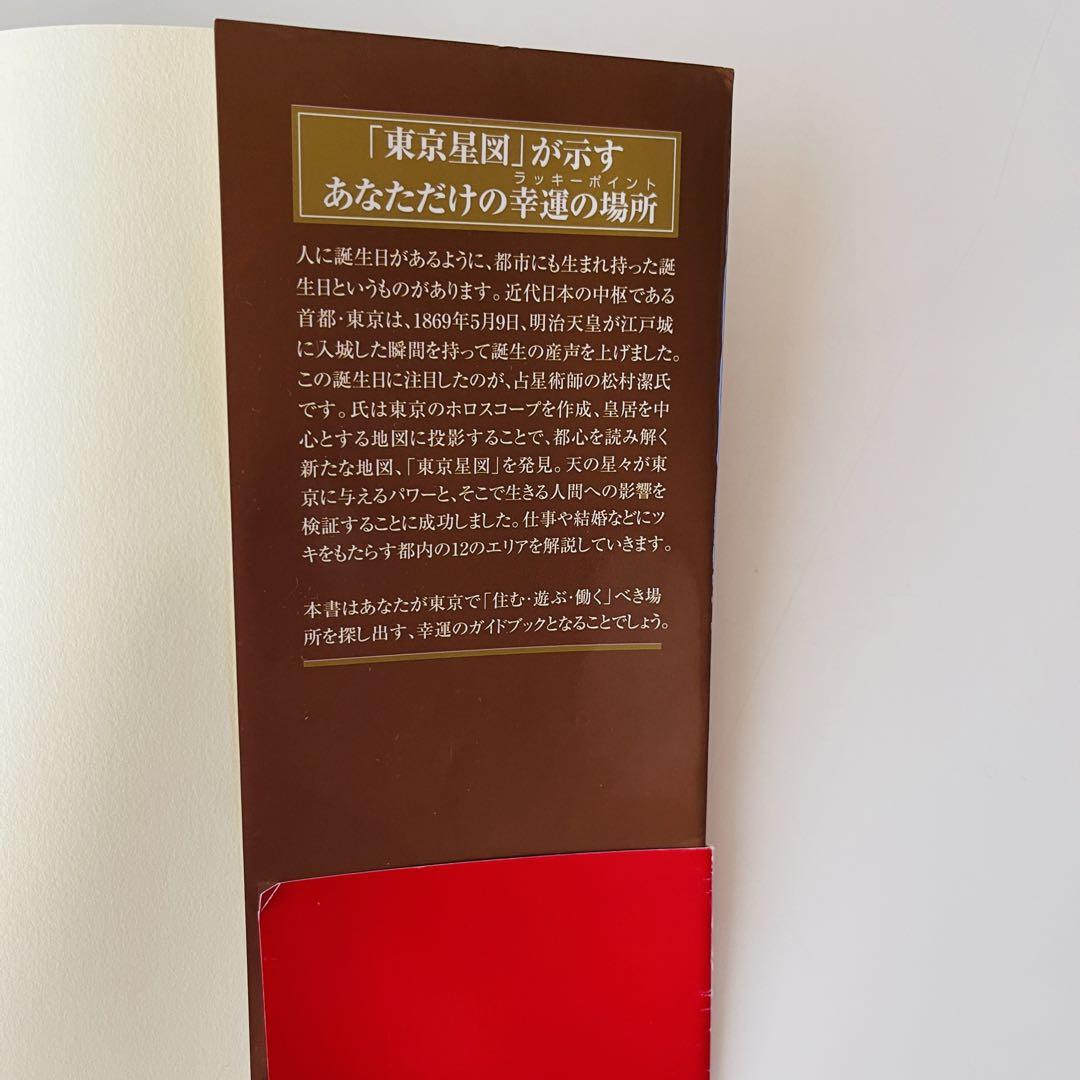 「東京星図」が示す
ラッキーポイント
あなただけの幸運の場所
人に誕生日があるように、都市にも生まれ持った誕
生日というものがあります。近代日本の中枢である
首都・東京は、1869年5月9日、明治天皇が江戸城
に入城した瞬間を持って誕生の産声を上げました。
この誕生日に注目したのが、占星術師の松村潔氏
です。氏は東京のホロスコープを作成、皇居を中
心とする地図に投影することで、都心を読み解く
新たな地図、「東京星図」を発見。天の星々が東
京に与えるパワーと、そこで生きる人間への影響を
検証することに成功しました。仕事や結婚などにツ
キをもたらす都内の12のエリアを解説していきます。
本書はあなたが東京で「住む・遊ぶ・働く」べき場
所を探し出す、幸運のガイドブックとなることでしょう。